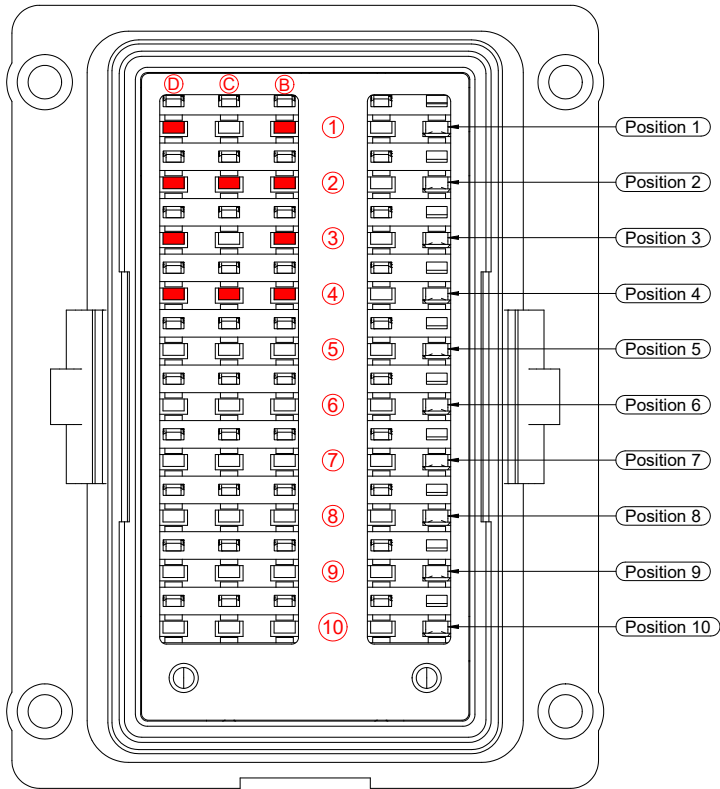 D C B
1 Position 1
2 Position 2
3 Position 3
4 Position 4
5 Position 5
6 Position 6
7 Position 7
8 Position 8
9 Position 9
10 Position 10